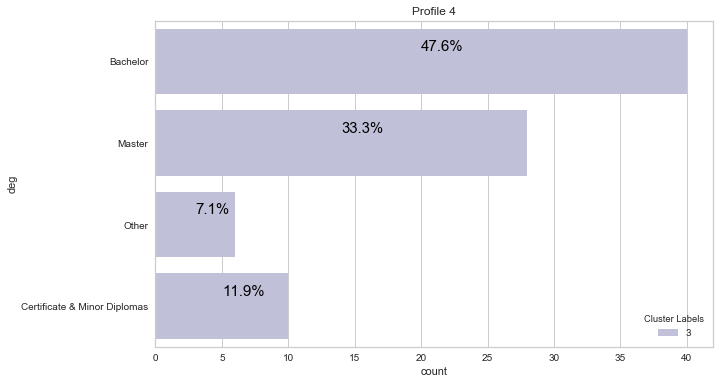 Profile 4
Bachelor
47.6%
Master
33.3%
deg
Other
7.1%
Certificate & Minor Diplomas
11.9%
Cluster Labels
3
0 5 10 15 20 25 30 35 40
count